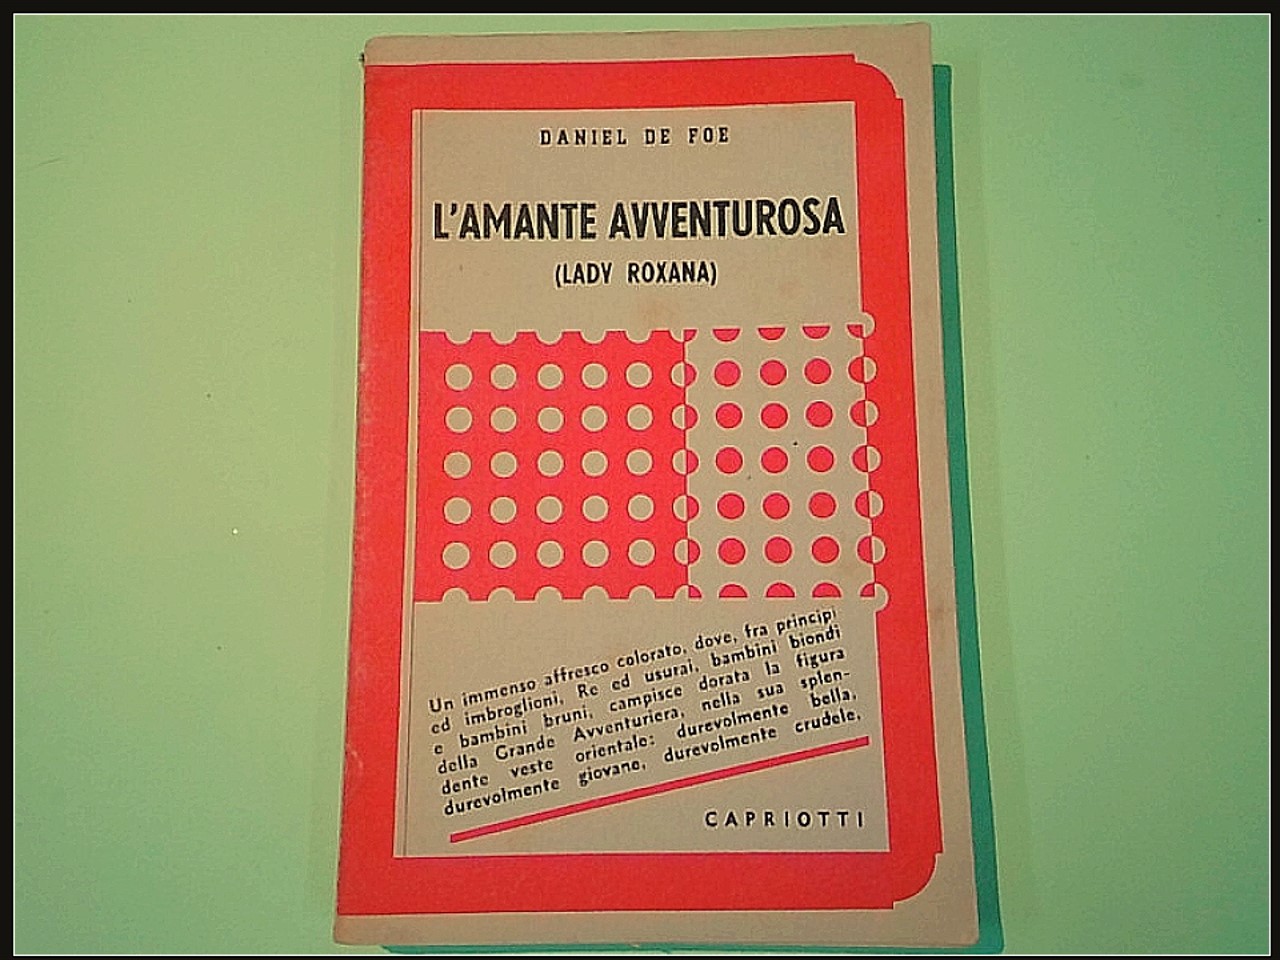 DANIEL DE FOE
L'AMANTE AVVENTUROSA
(LADY ROXANA)
Un immenso affresco colorato, dove, fra principi
ed imbroglioni, Re ed usurai, bambini biondi
e bambini bruni, campisce dorata la figura
della Grande Avventuriera, nella sua splen-
dente veste orientale: durevolmente bella,
durevolmente giovane, durevolmente crudele.
CAPRIOTTI